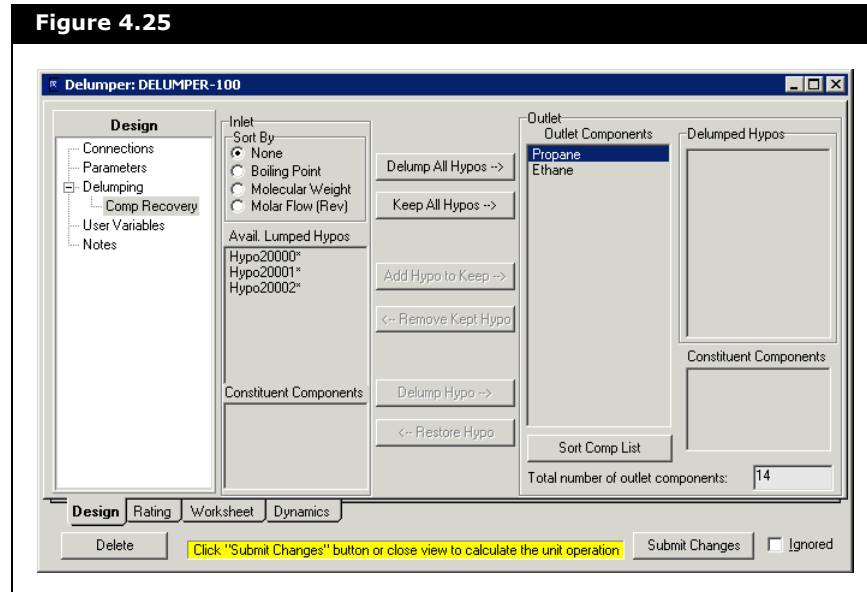 Figure 4.25
Delumper: DELUMPER-100
Design
Connections
Parameters
Delumping
Comp Recovery
User Variables
Notes
Inlet
Sort By
None
Boiling Point
Molecular Weight
Molar Flow (Rev)
Avail. Lumped Hypos
Hypo20000*
Hypo20001*
Hypo20002*
Constituent Components
Delump All Hypos -->
Keep All Hypos -->
Add Hypo to Keep -->
<-- Remove Kept Hypo
Delump Hypo -->
<-- Restore Hypo
Outlet
Outlet Components
Propane
Ethane
Sort Comp List
Delumped Hypos
Constituent Components
Total number of outlet components: 14
Design Rating Worksheet Dynamics
Delete
Click "Submit Changes" button or close view to calculate the unit operation
Submit Changes
Ignored